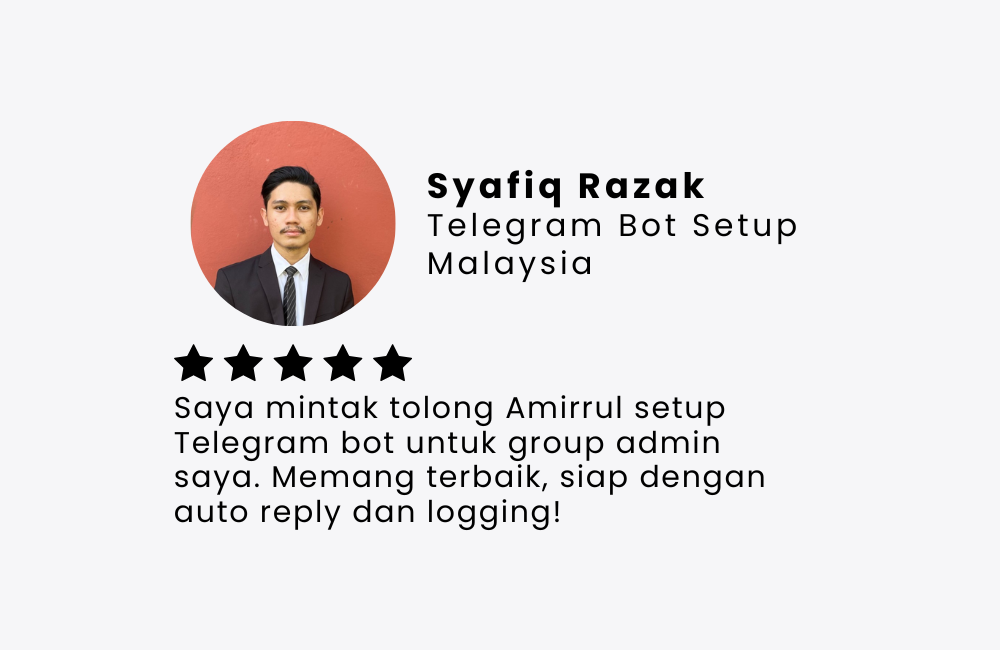 Syafiq Razak
Telegram Bot Setup
Malaysia
Saya mintak tolong Amirrul setup
Telegram bot untuk group admin
saya. Memang terbaik, siap dengan
auto reply dan logging!